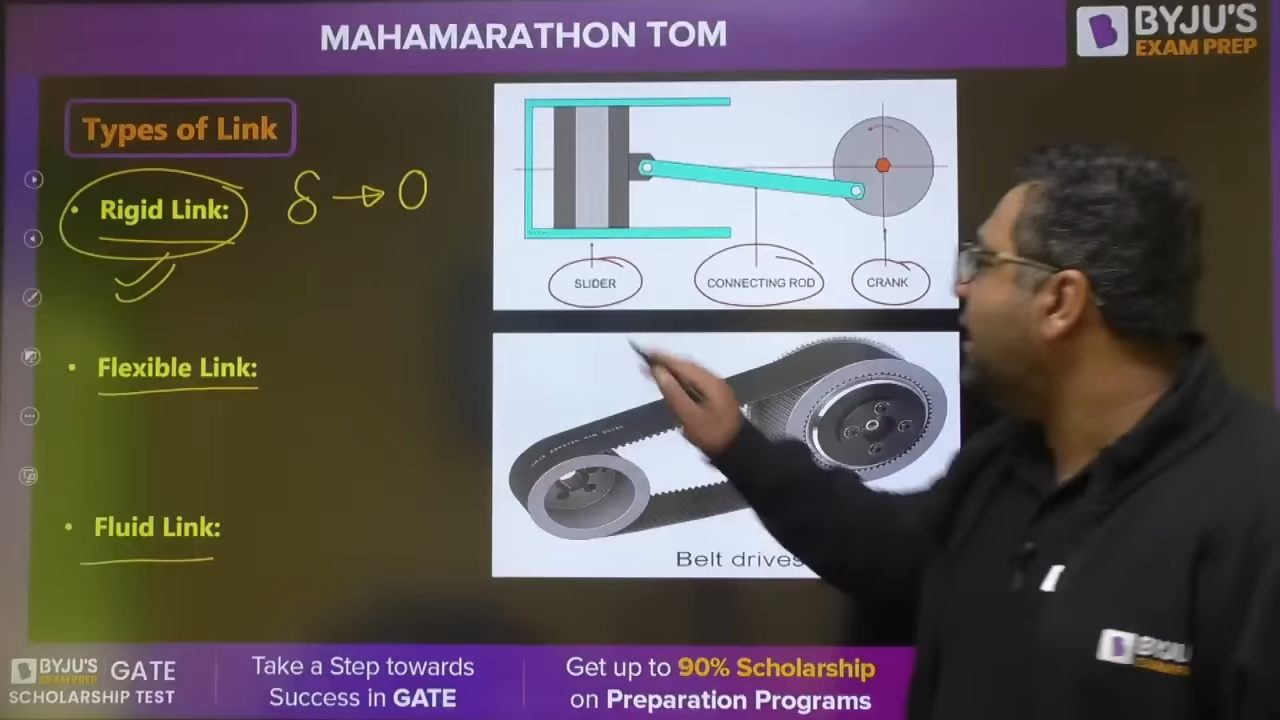 MAHAMARATHON TOM
BYJU'S
EXAM PREP
Types of Link
• Rigid Link:
δ → 0
• Flexible Link:
• Fluid Link:
SLIDER
CONNECTING ROD
CRANK
Belt drives
BYJU'S
EXAM PREP
GATE
SCHOLARSHIP TEST
Take a Step towards
Success in GATE
Get up to 90% Scholarship
on Preparation Programs